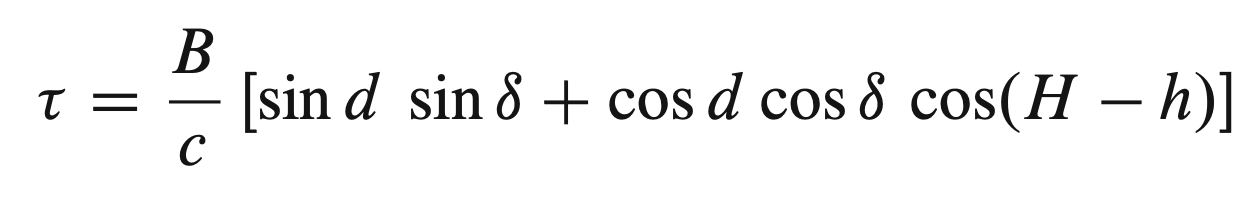 τ = B/c [sin d sin δ + cos d cos δ cos(H − h)]